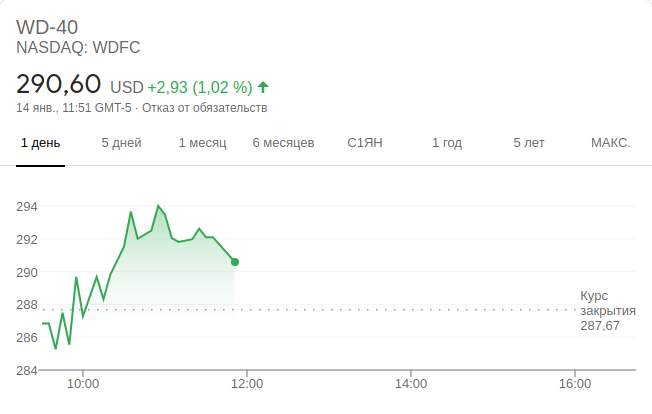 WD-40
NASDAQ: WDFC
290,60 USD +2,93 (1,02 %)
14 янв., 11:51 GMT-5 · Отказ от обязательств
1 день 5 дней 1 месяц 6 месяцев С1ЯН 1 год 5 лет МАКС.
294
292
290
288
286
284
Курс
закрытия
287,67
10:00 12:00 14:00 16:00